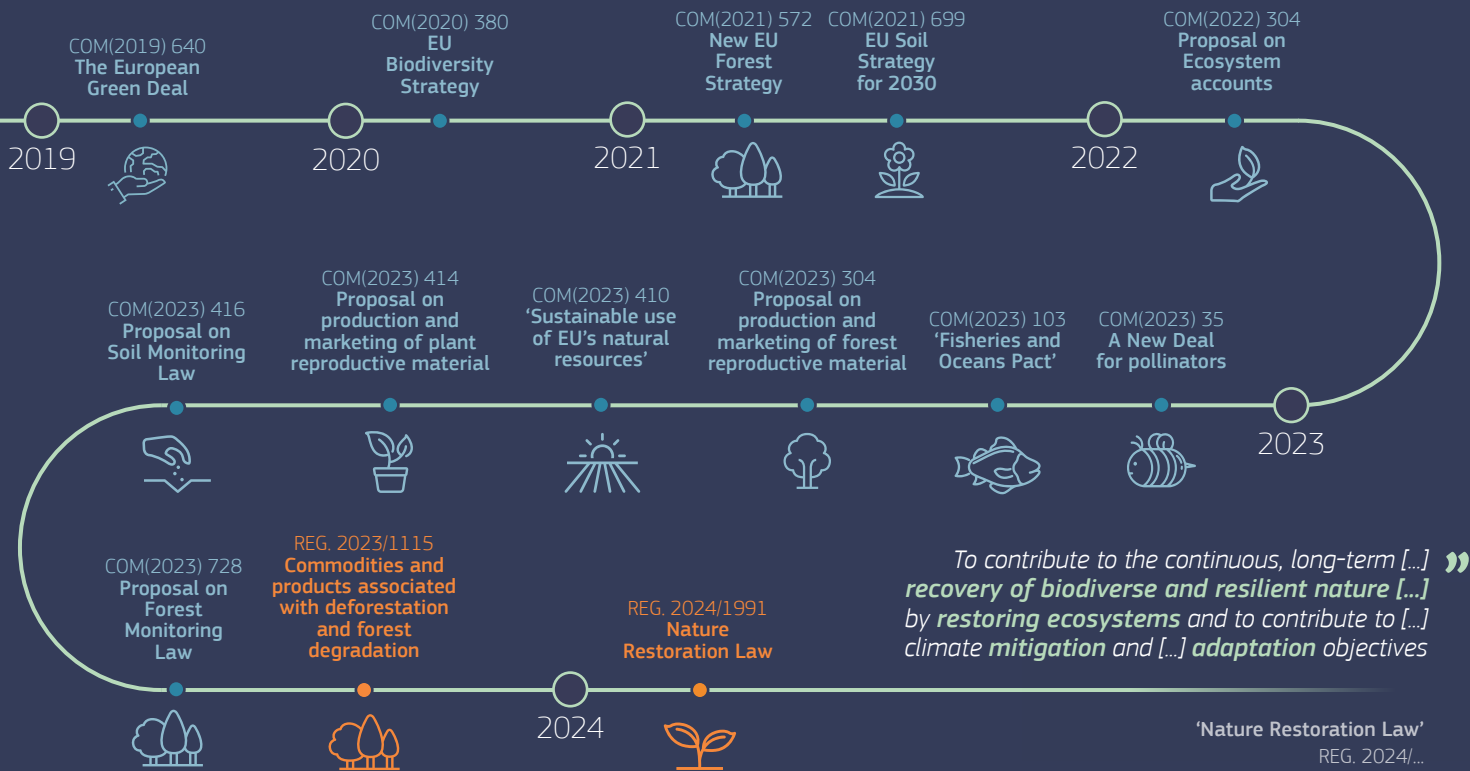 COM(2019) 640
The European
Green Deal
COM(2020) 380
EU
Biodiversity
Strategy
COM(2021) 572
New EU
Forest
Strategy
COM(2021) 699
EU Soil
Strategy
for 2030
COM(2022) 304
Proposal on
Ecosystem
accounts
2019
2020
2021
2022
COM(2023) 416
Proposal on
Soil Monitoring
Law
COM(2023) 414
Proposal on
production and
marketing of plant
reproductive material
COM(2023) 410
‘Sustainable use
of EU’s natural
resources’
COM(2023) 304
Proposal on
production and
marketing of forest
reproductive material
COM(2023) 103
‘Fisheries and
Oceans Pact’
COM(2023) 35
A New Deal
for pollinators
2023
COM(2023) 728
Proposal on
Forest
Monitoring
Law
REG. 2023/1115
Commodities and
products associated
with deforestation
and forest
degradation
2024
REG. 2024/1991
Nature
Restoration Law
To contribute to the continuous, long-term [...] ”
recovery of biodiverse and resilient nature [...]
by restoring ecosystems and to contribute to [...]
climate mitigation and [...] adaptation objectives
‘Nature Restoration Law’
REG. 2024/...